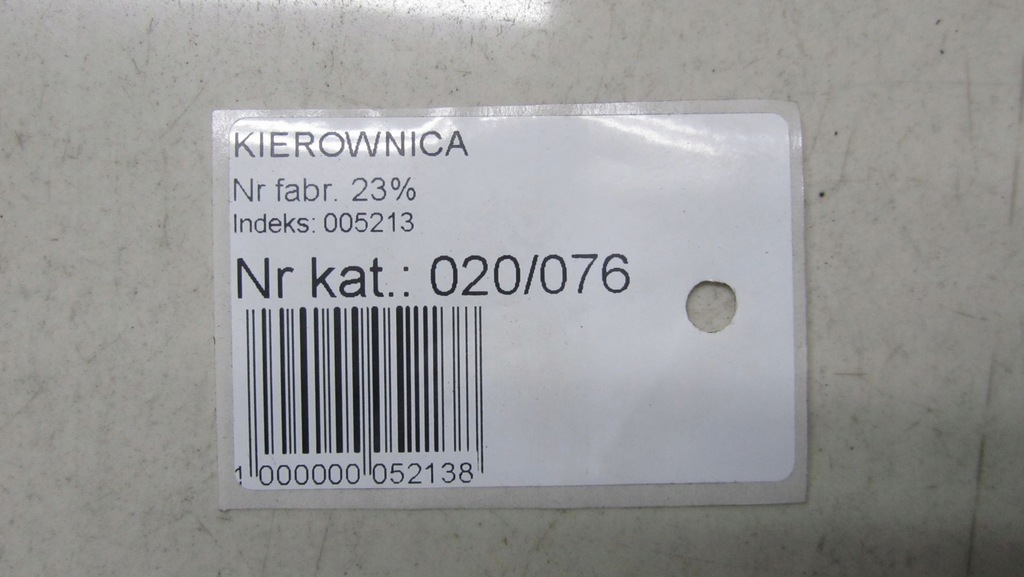 KIEROWNICA
Nr fabr. 23%
Indeks: 005213
Nr kat.: 020/076
1 000000 052138